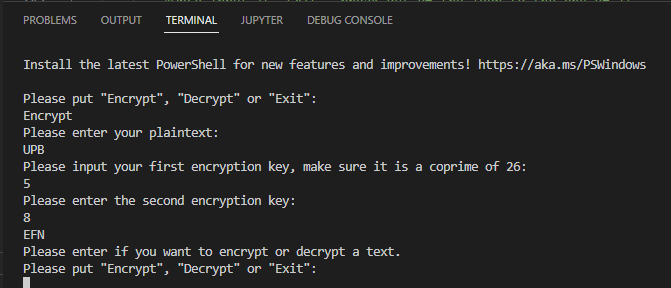 PROBLEMS OUTPUT TERMINAL JUPYTER DEBUG CONSOLE
Install the latest PowerShell for new features and improvements! https://aka.ms/PSWindows
Please put "Encrypt", "Decrypt" or "Exit":
Encrypt
Please enter your plaintext:
UPB
Please input your first encryption key, make sure it is a coprime of 26:
5
Please enter the second encryption key:
8
EFN
Please enter if you want to encrypt or decrypt a text.
Please put "Encrypt", "Decrypt" or "Exit":